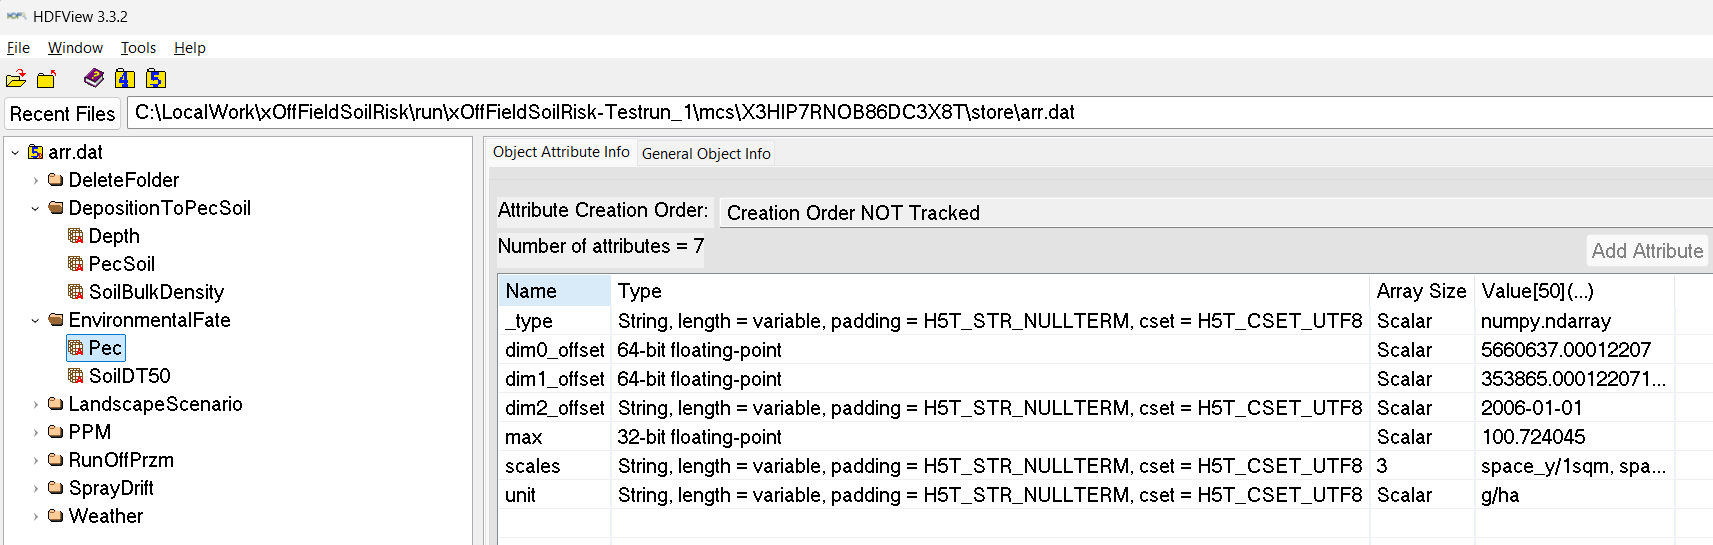 HDFView 3.3.2
File Window Tools Help
Recent Files C:\LocalWork\xOffFieldSoilRisk\run\xOffFieldSoilRisk-Testrun_1\mcs\X3HIP7RNOB86DC3X8T\store\arr.dat
arr.dat
DeleteFolder
DepositionToPecSoil
Depth
PecSoil
SoilBulkDensity
EnvironmentalFate
Pec
SoilDT50
LandscapeScenario
PPM
RunOffPrzm
SprayDrift
Weather
Object Attribute Info General Object Info
Attribute Creation Order: Creation Order NOT Tracked
Number of attributes = 7
Add Attribute
Name Type Array Size Value[50](...)
_type String, length = variable, padding = H5T_STR_NULLTERM, cset = H5T_CSET_UTF8 Scalar numpy.ndarray
dim0_offset 64-bit floating-point Scalar 5660637.00012207
dim1_offset 64-bit floating-point Scalar 353865.000122071...
dim2_offset String, length = variable, padding = H5T_STR_NULLTERM, cset = H5T_CSET_UTF8 Scalar 2006-01-01
max 32-bit floating-point Scalar 100.724045
scales String, length = variable, padding = H5T_STR_NULLTERM, cset = H5T_CSET_UTF8 3 space_y/1sqm, spa...
unit String, length = variable, padding = H5T_STR_NULLTERM, cset = H5T_CSET_UTF8 Scalar g/ha